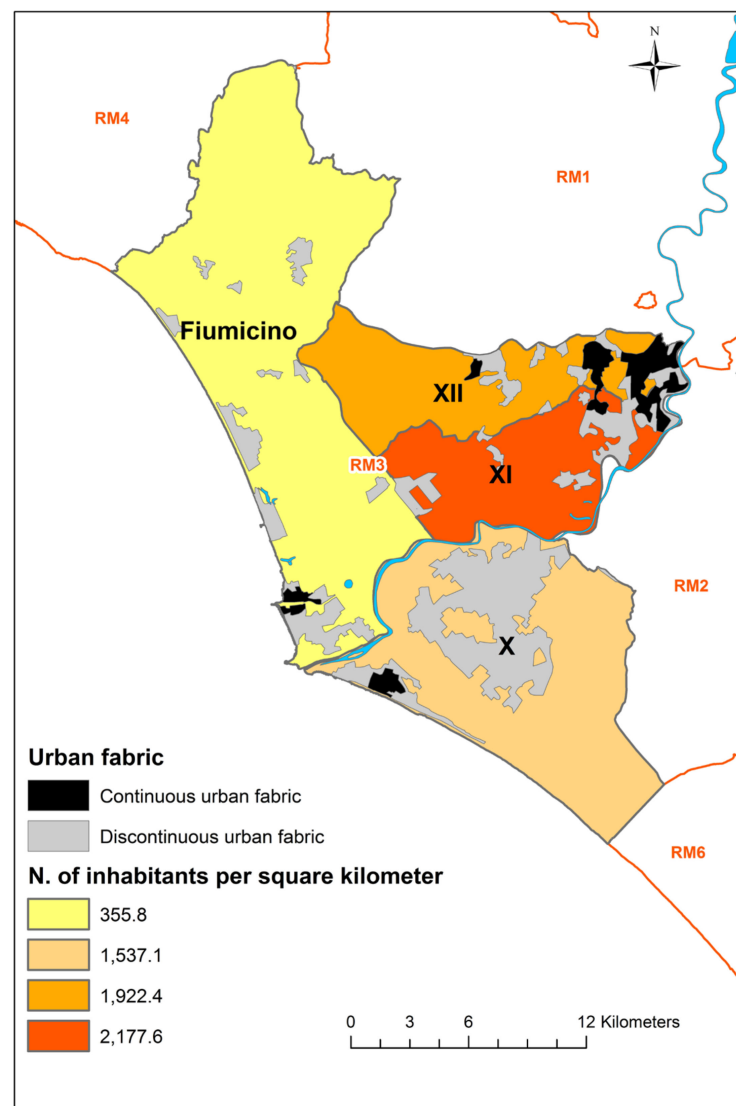 N
RM4
RM1
Fiumicino
XII
RM3
XI
RM2
X
Urban fabric
Continuous urban fabric
Discontinuous urban fabric
RM6
N. of inhabitants per square kilometer
355.8
1,537.1
1,922.4
2,177.6
0 3 6 12 Kilometers